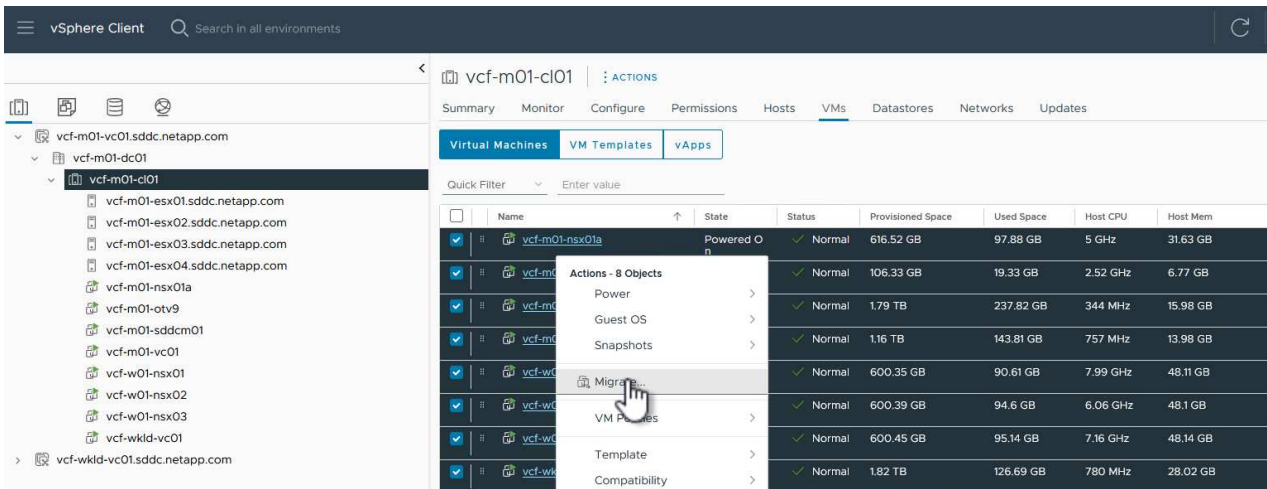 vSphere Client
Search in all environments
vcf-m01-vc01.sddc.netapp.com
vcf-m01-dc01
vcf-m01-cl01
vcf-m01-esx01.sddc.netapp.com
vcf-m01-esx02.sddc.netapp.com
vcf-m01-esx03.sddc.netapp.com
vcf-m01-esx04.sddc.netapp.com
vcf-m01-nsx01a
vcf-m01-otv9
vcf-m01-sddcm01
vcf-m01-vc01
vcf-w01-nsx01
vcf-w01-nsx02
vcf-w01-nsx03
vcf-wkld-vc01
vcf-wkld-vc01.sddc.netapp.com
vcf-m01-cl01 ACTIONS
Summary Monitor Configure Permissions Hosts VMs Datastores Networks Updates
Virtual Machines VM Templates vApps
Quick Filter Enter value
Name State Status Provisioned Space Used Space Host CPU Host Mem
vcf-m01-nsx01a Powered O Normal 616.52 GB 97.88 GB 5 GHz 31.63 GB
n
Normal 106.33 GB 19.33 GB 2.52 GHz 6.77 GB
Normal 1.79 TB 237.82 GB 344 MHz 15.98 GB
Normal 1.16 TB 143.81 GB 757 MHz 13.98 GB
Normal 600.35 GB 90.61 GB 7.99 GHz 48.11 GB
Normal 600.39 GB 94.6 GB 6.06 GHz 48.1 GB
Normal 600.45 GB 95.14 GB 7.16 GHz 48.14 GB
Normal 1.82 TB 126.69 GB 780 MHz 28.02 GB
Actions - 8 Objects
Power
Guest OS
Snapshots
Migrate...
VM Policies
Template
Compatibility